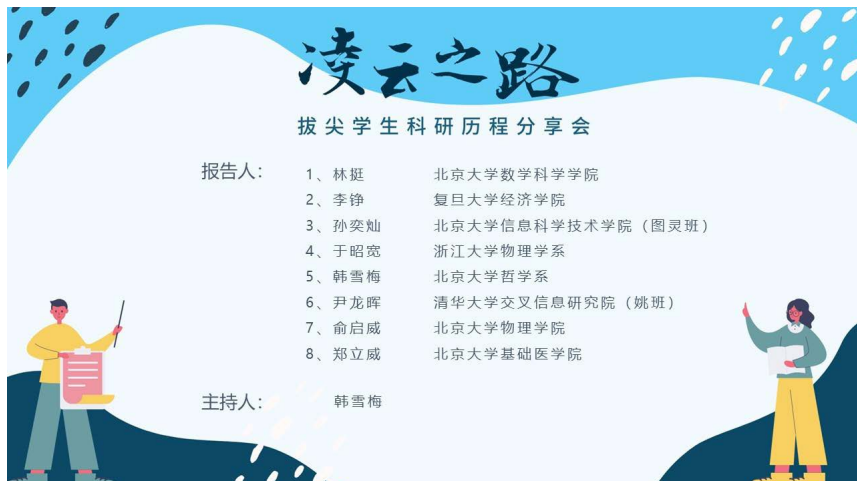 凌云之路
拔尖学生科研历程分享会
报告人：
1、林挺 北京大学数学科学学院
2、李铮 复旦大学经济学院
3、孙奕灿 北京大学信息科学技术学院（图灵班）
4、于昭宽 浙江大学物理学系
5、韩雪梅 北京大学哲学系
6、尹龙晖 清华大学交叉信息研究院（姚班）
7、俞启威 北京大学物理学院
8、郑立威 北京大学基础医学院
主持人： 韩雪梅